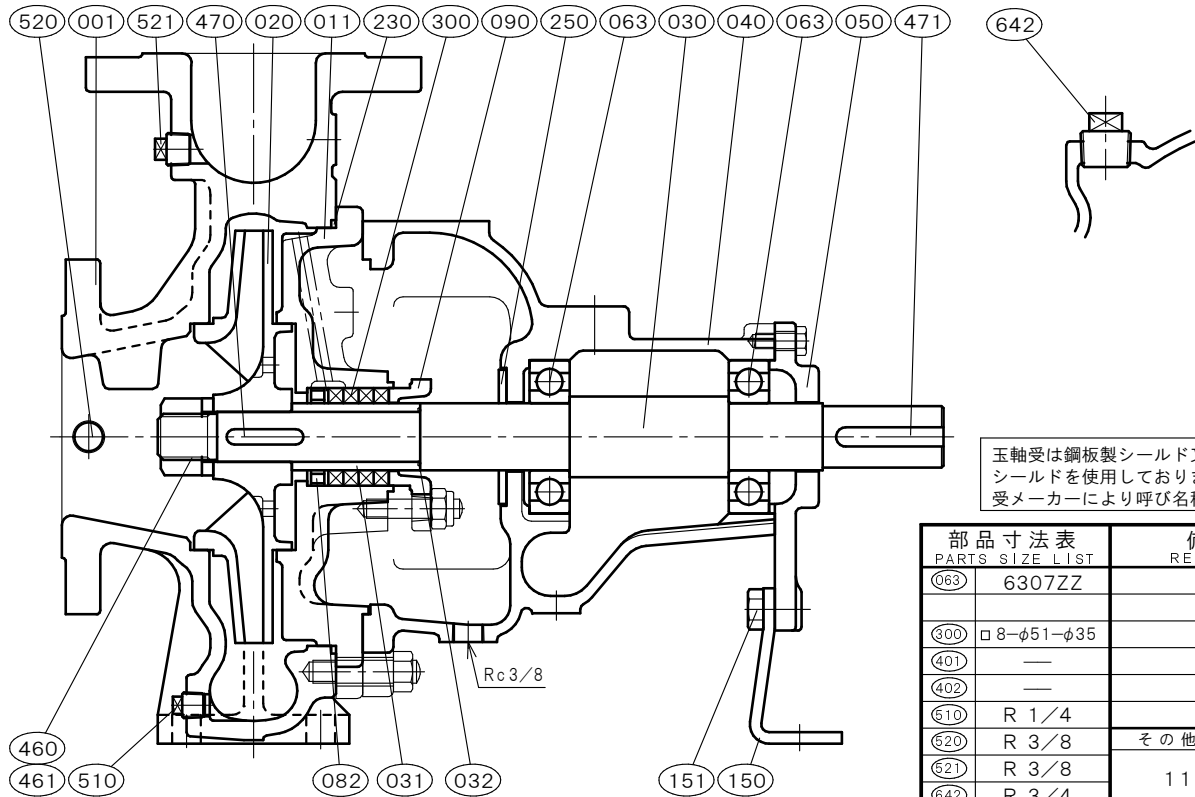 520 001 521 470 020 011 230 300 090 250 063 030 040 063 050 471
642
玉軸受は鋼板製シールド
シールドを使用しており
受メーカーにより呼び名
部品寸法表
PARTS SIZE LIST
RE
063 6307ZZ
300 □8-φ51-φ35
401 —
402 —
510 R 1/4
520 R 3/8
521 R 3/8
642 R 3/4
その他
11
Rc3/8
460
461 510 082 031 032 151 150